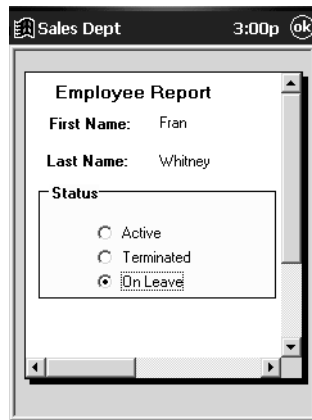 Sales Dept 3:00p ok
Employee Report
First Name: Fran
Last Name: Whitney
Status
Active
Terminated
On Leave